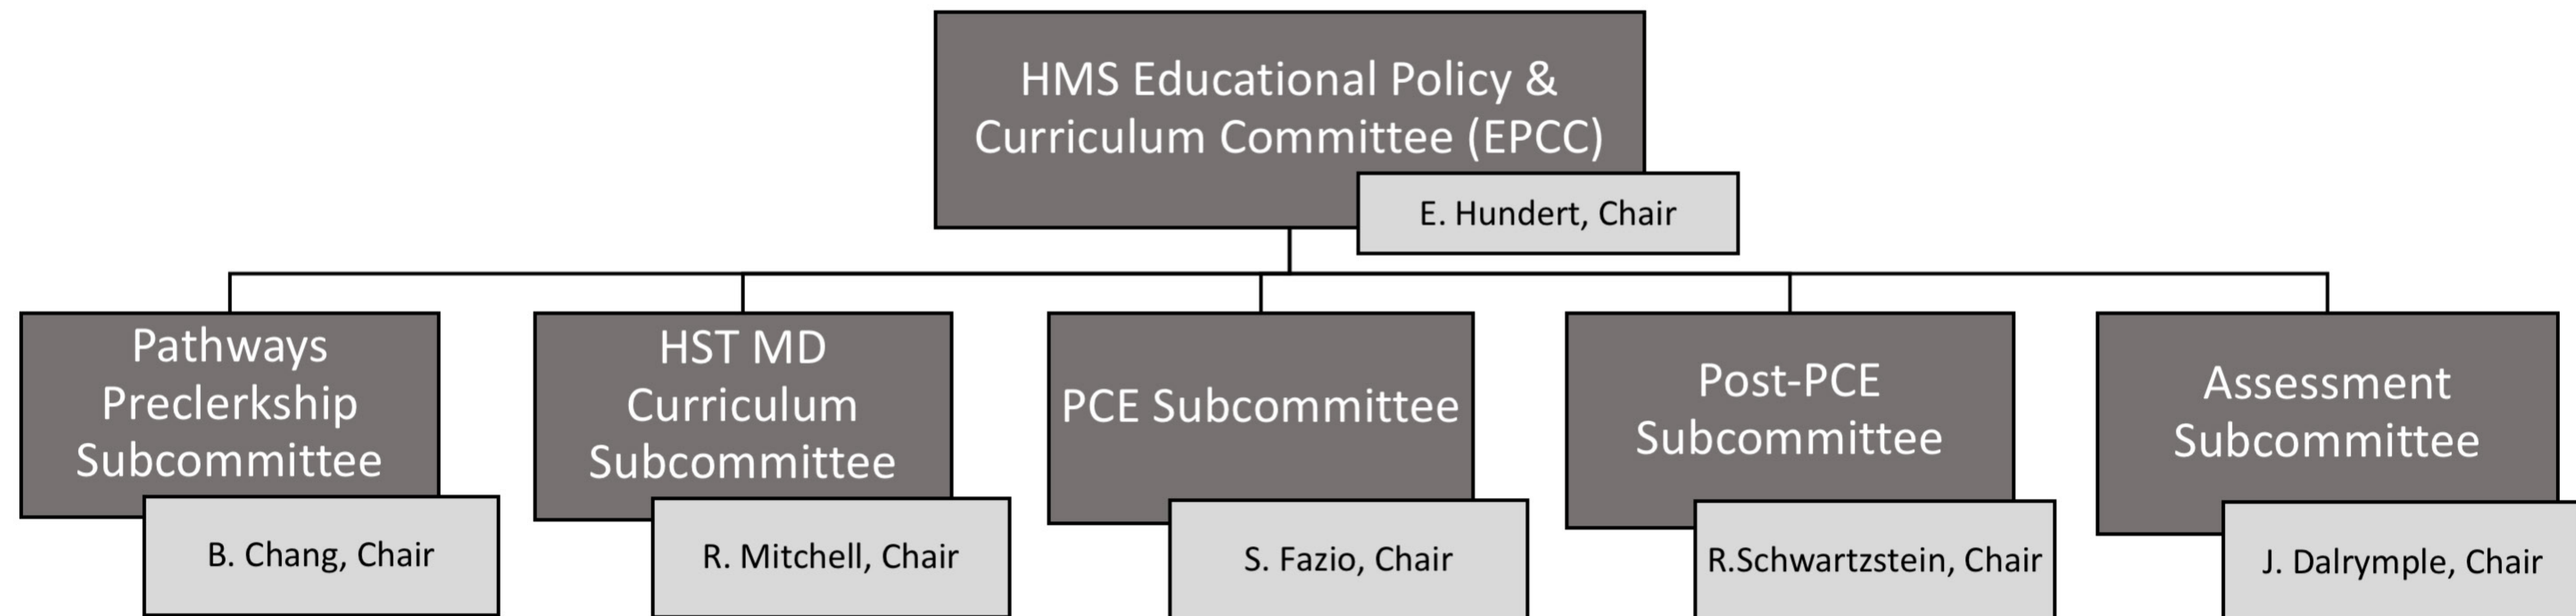 HMS Educational Policy &
Curriculum Committee (EPCC)
E. Hundert, Chair
Pathways
Preclerkship
Subcommittee
B. Chang, Chair
HST MD
Curriculum
Subcommittee
R. Mitchell, Chair
PCE Subcommittee
S. Fazio, Chair
Post-PCE
Subcommittee
R.Schwartzstein, Chair
Assessment
Subcommittee
J. Dalrymple, Chair